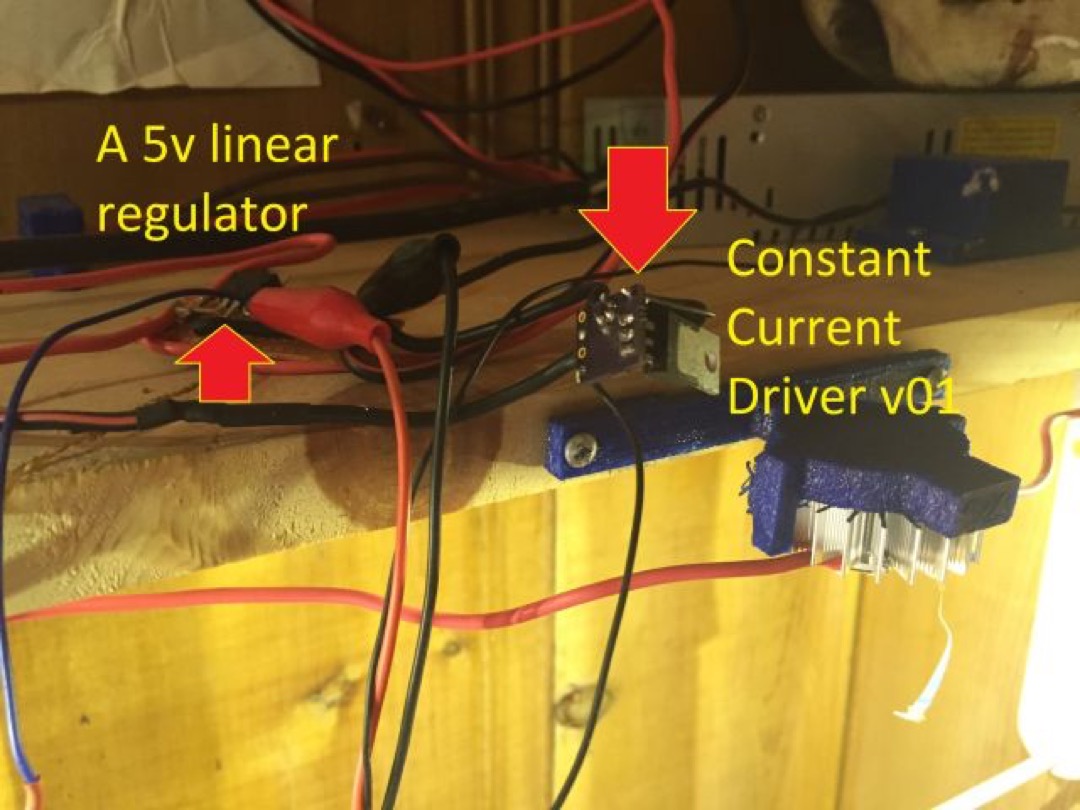 A 5v linear
regulator
Constant
Current
Driver v01